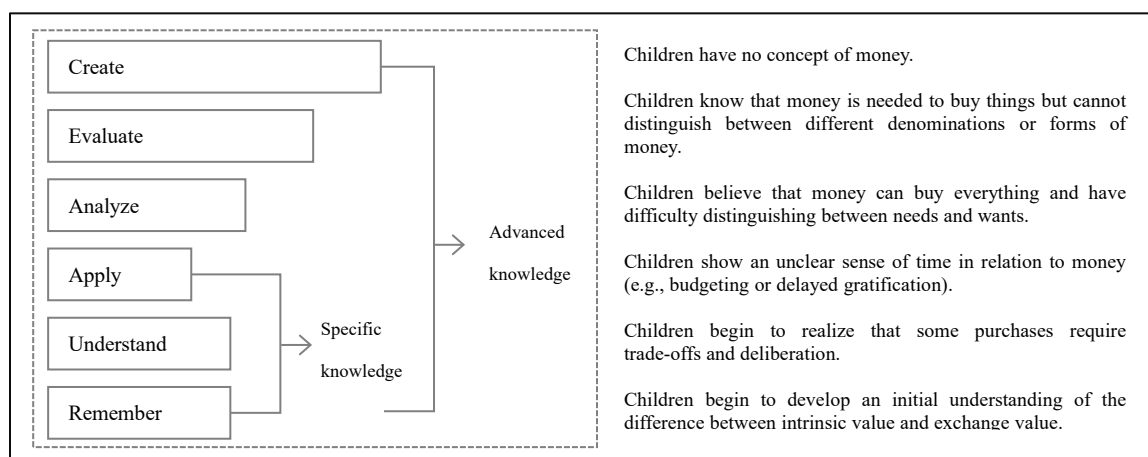 Create
Evaluate
Analyze
Apply
Understand
Remember
Specific
knowledge
Advanced
knowledge
Children have no concept of money.
Children know that money is needed to buy things but cannot
distinguish between different denominations or forms of
money.
Children believe that money can buy everything and have
difficulty distinguishing between needs and wants.
Children show an unclear sense of time in relation to money
(e.g., budgeting or delayed gratification).
Children begin to realize that some purchases require
trade-offs and deliberation.
Children begin to develop an initial understanding of the
difference between intrinsic value and exchange value.